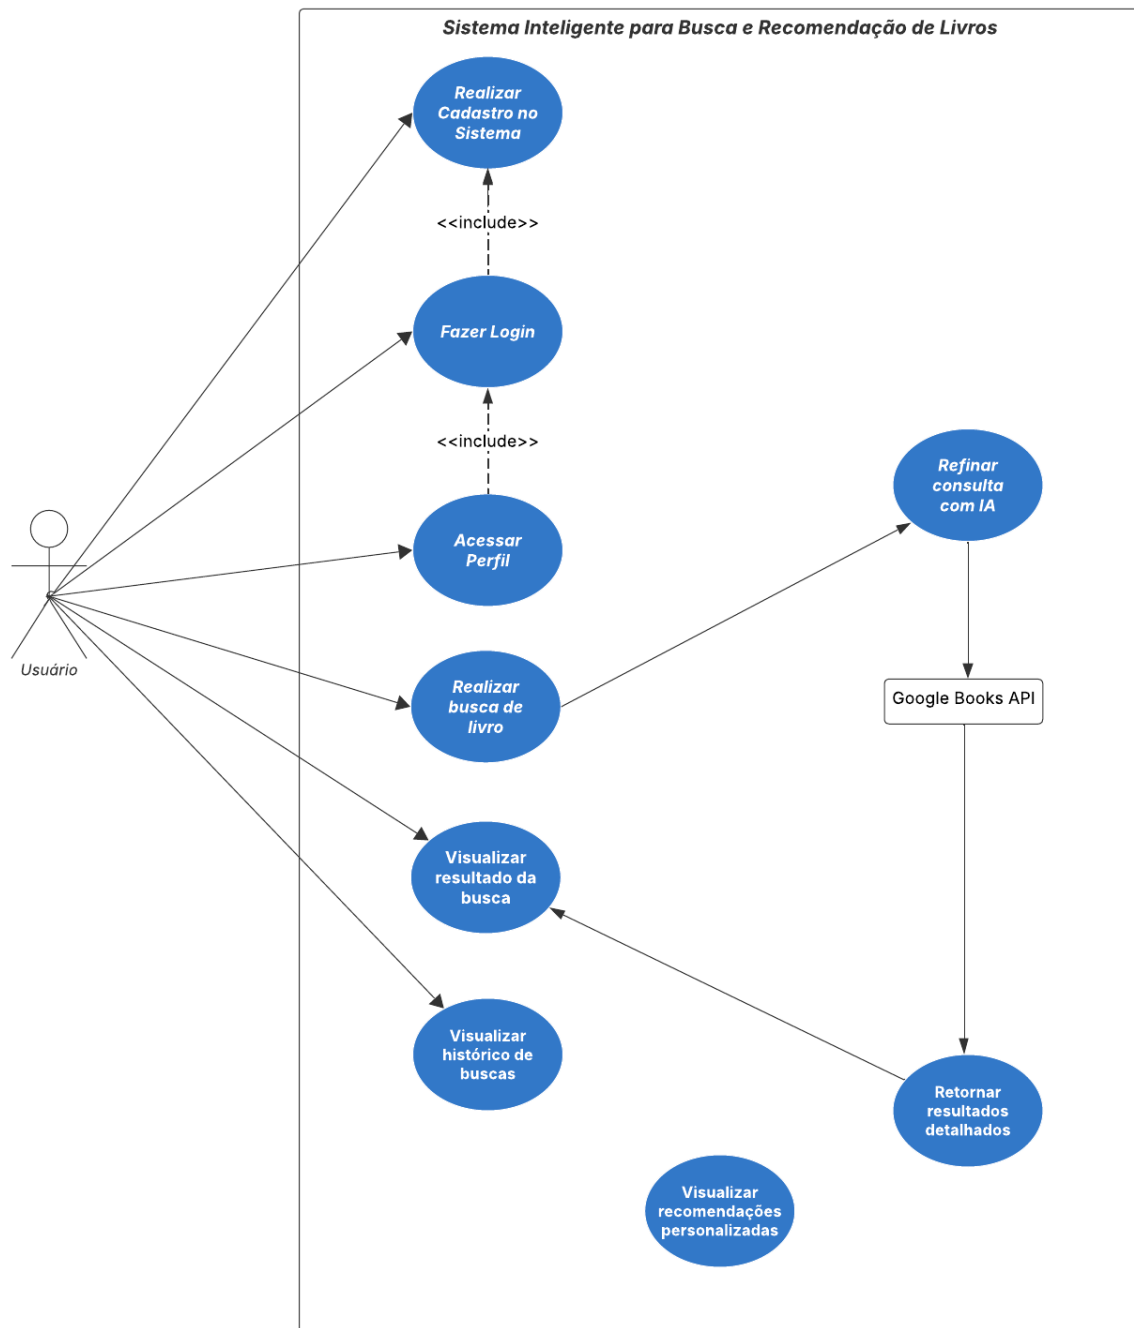 Sistema Inteligente para Busca e Recomendação de Livros
Realizar
Cadastro no
Sistema
<<include>>
Fazer Login
<<include>>
Acessar
Perfil
Refinar
consulta
com IA
Usuário
Realizar
busca de
livro
Google Books API
Visualizar
resultado da
busca
Visualizar
histórico de
buscas
Retornar
resultados
detalhados
Visualizar
recomendações
personalizadas